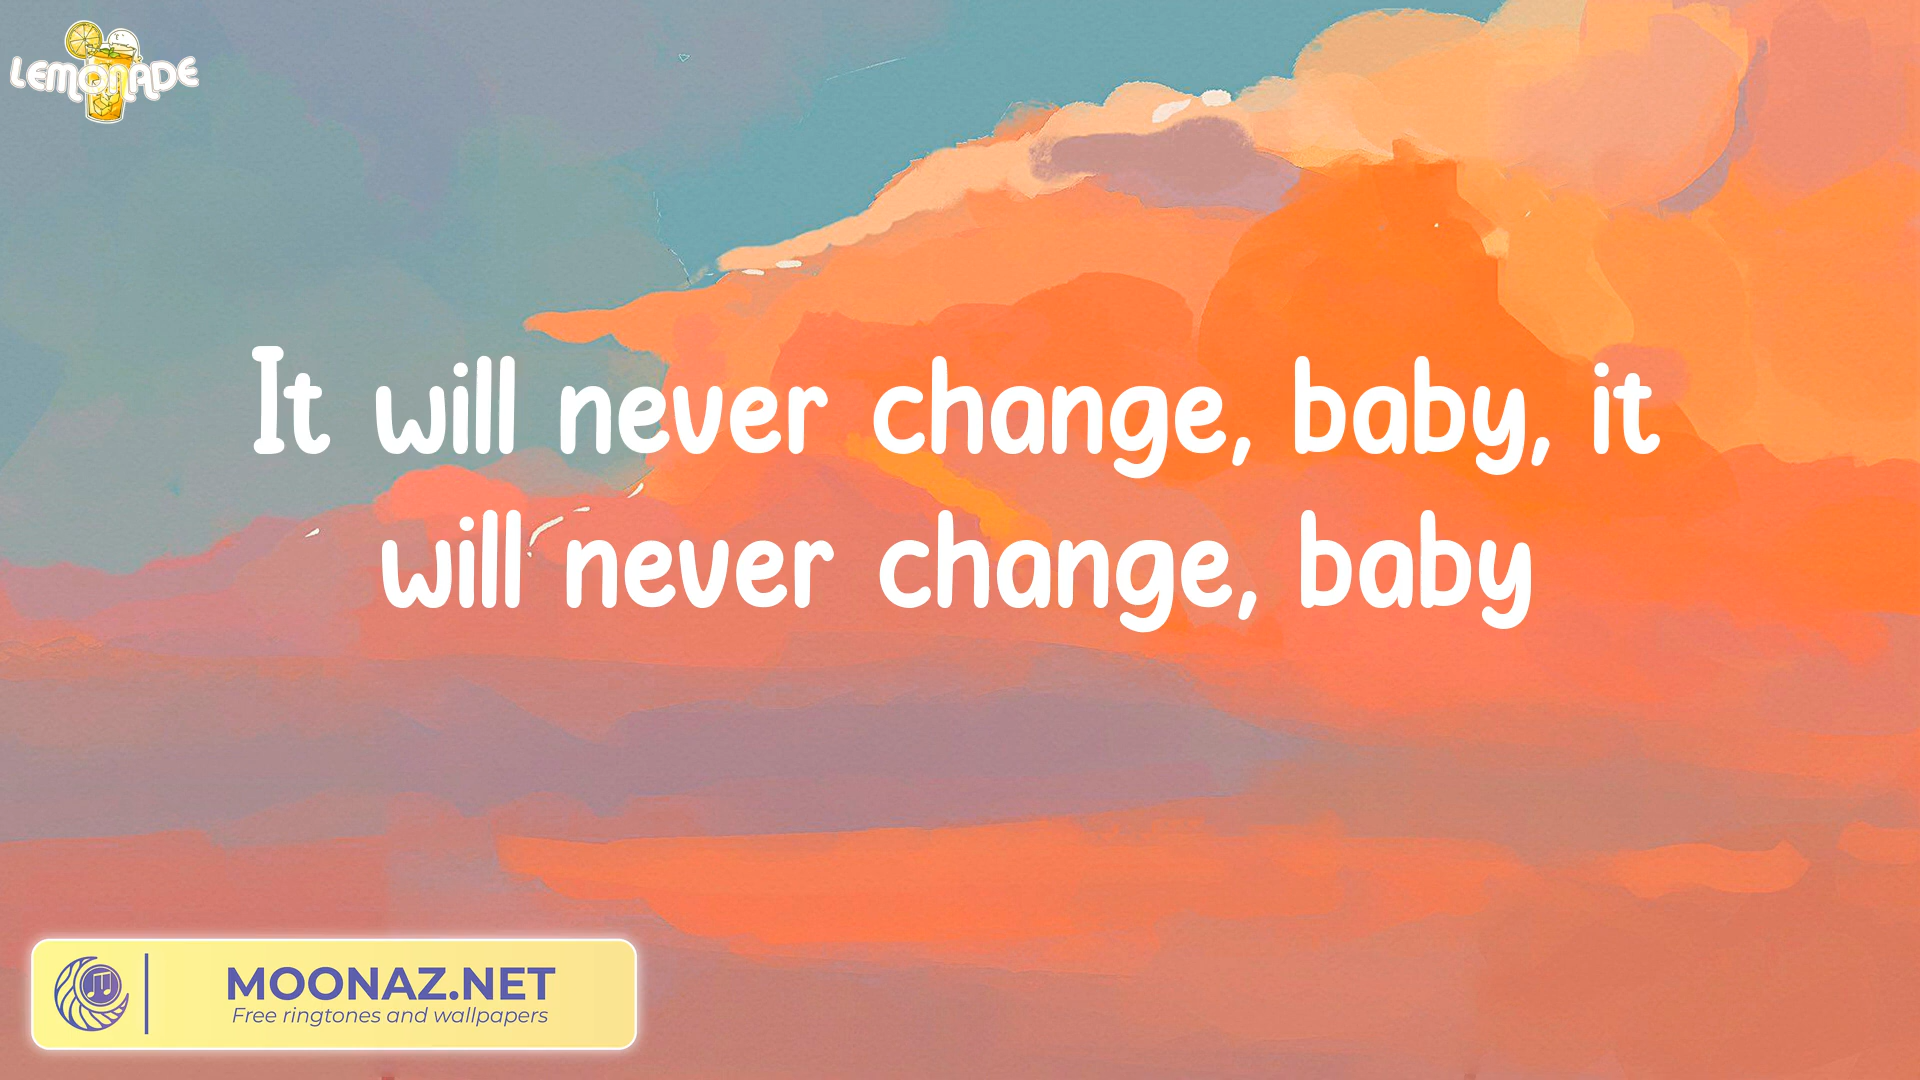 LEMONADE
It will never change, baby, it
will never change, baby
MOONAZ.NET
Free ringtones and wallpapers